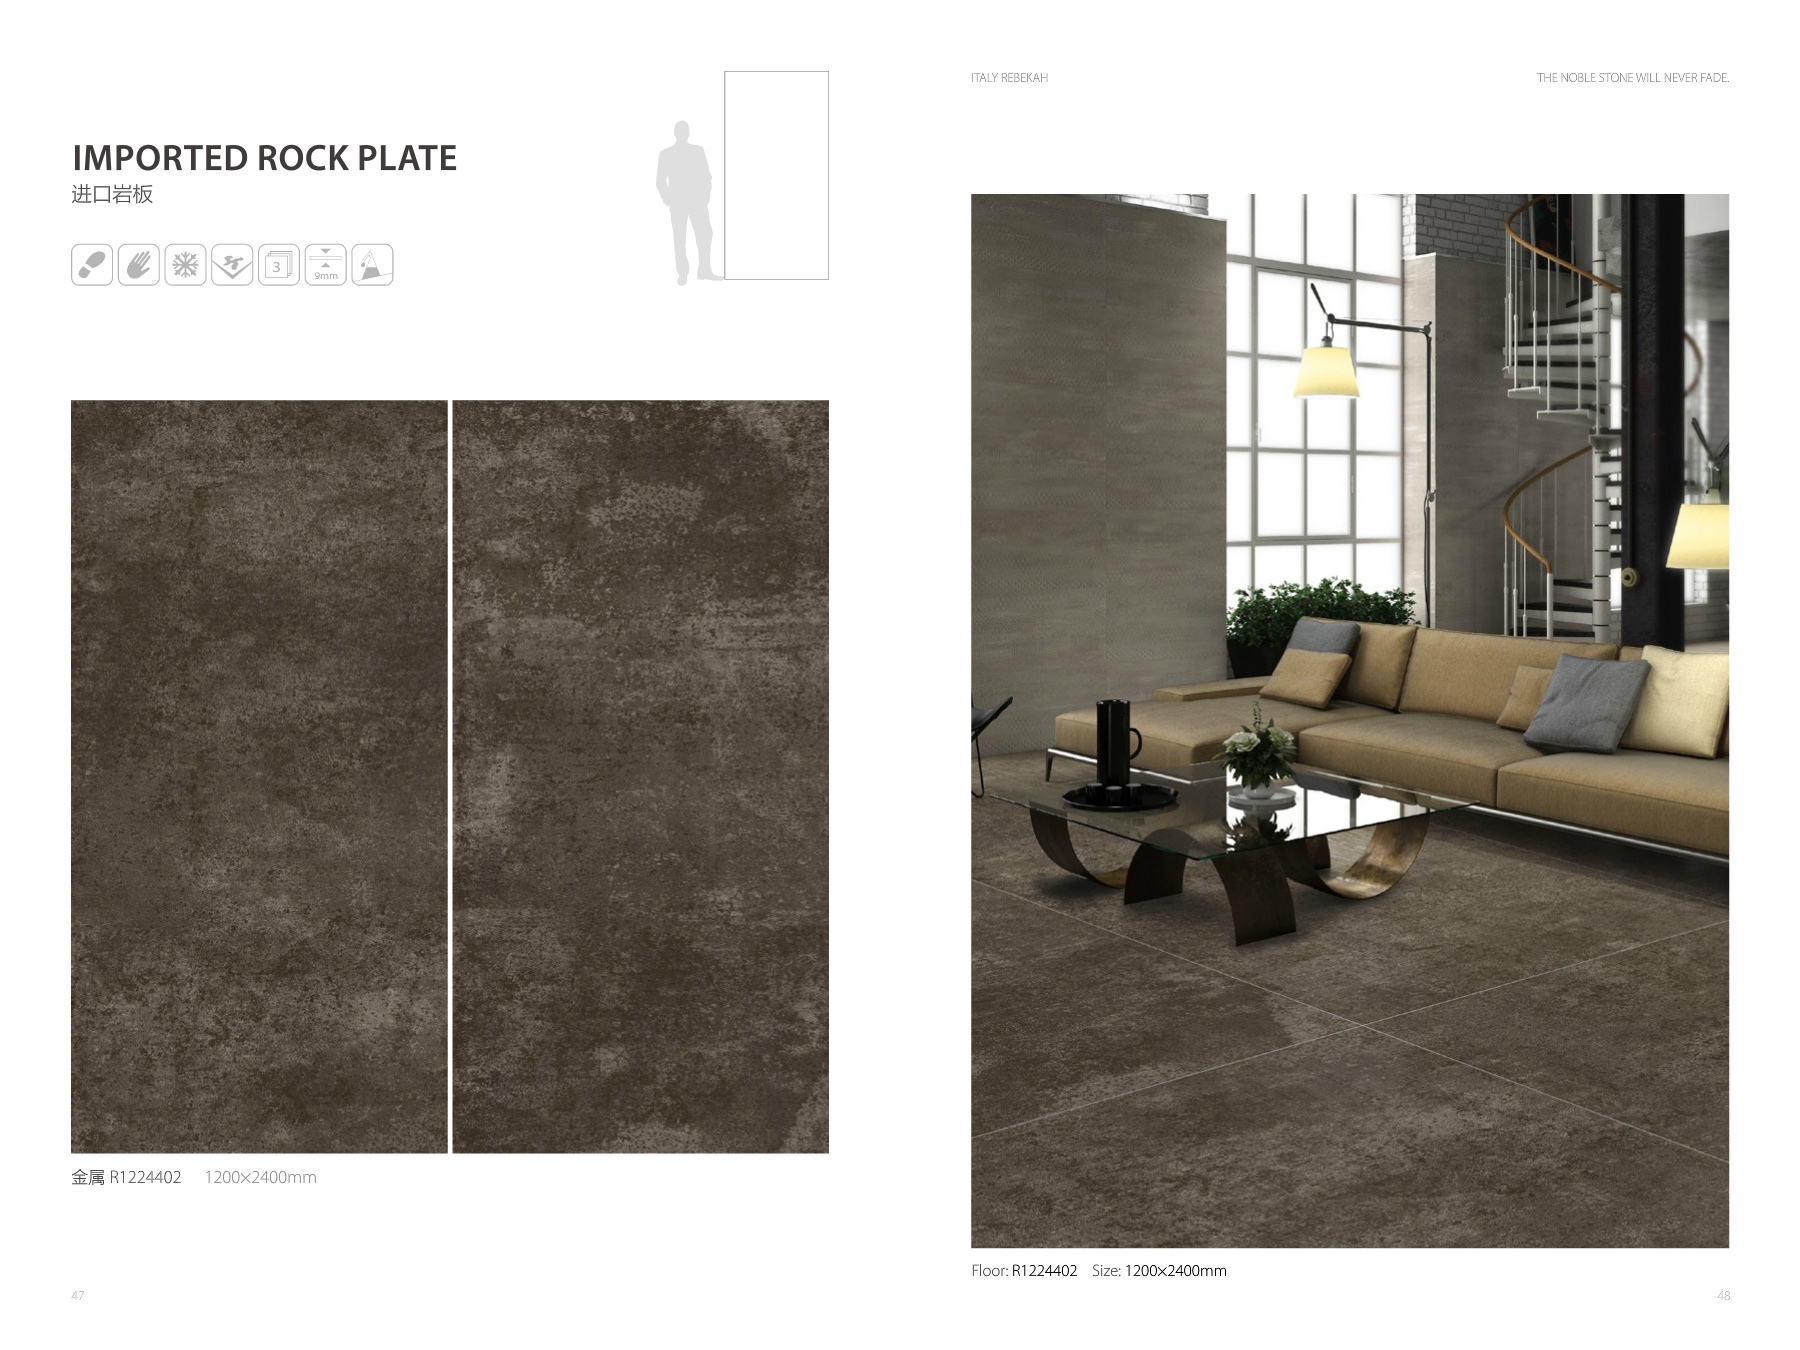 IMPORTED ROCK PLATE
进口岩板
3
9mm
金属 R1224402 1200×2400mm
47
ITALY REBEKAH
THE NOBLE STONE WILL NEVER FADE.
Floor: R1224402 Size: 1200×2400mm
48